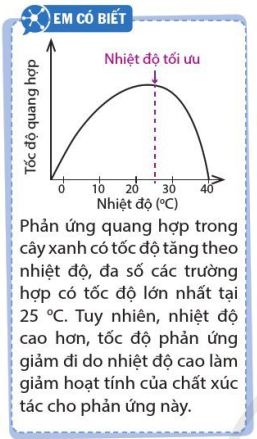 EM CÓ BIẾT
Nhiệt độ tối ưu
Tốc độ quang hợp
0 10 20 30 40
Nhiệt độ (ºC)
Phản ứng quang hợp trong
cây xanh có tốc độ tăng theo
nhiệt độ, đa số các trường
hợp có tốc độ lớn nhất tại
25 ºC. Tuy nhiên, nhiệt độ
cao hơn, tốc độ phản ứng
giảm đi do nhiệt độ cao làm
giảm hoạt tính của chất xúc
tác cho phản ứng này.